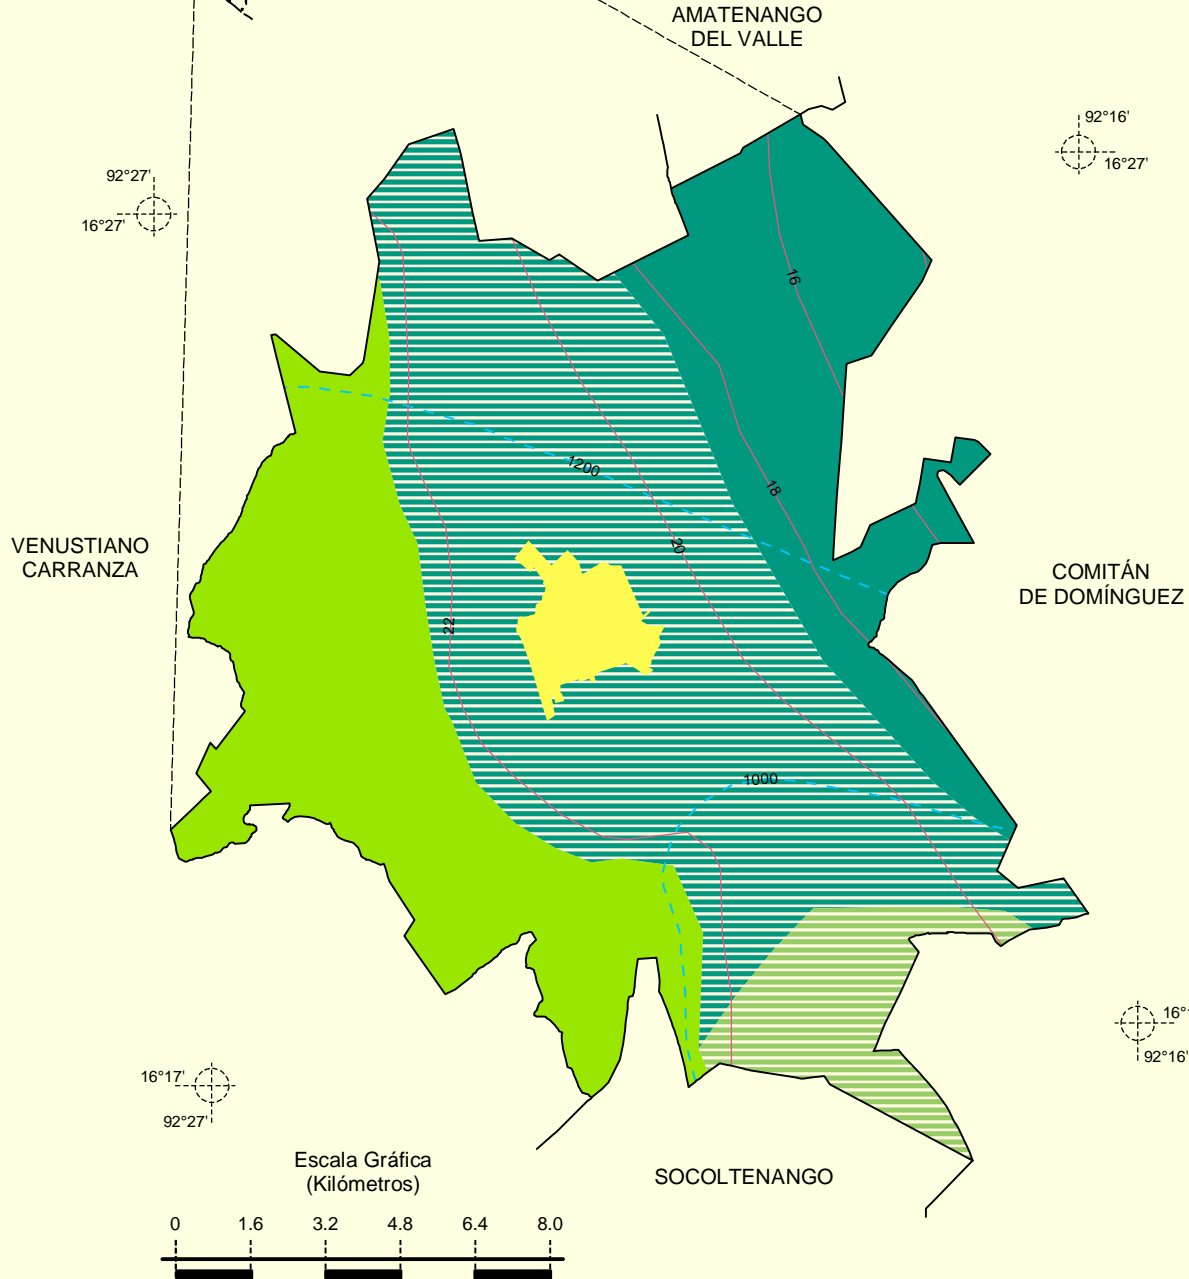 AMATENANGO
DEL VALLE
92°16'
16°27'
92°27'
16°27'
16
1200
18
20
VENUSTIANO
CARRANZA
COMITÁN
DE DOMÍNGUEZ
22
1000
16°17'
92°27'
92°16'
Escala Gráfica
(Kilómetros)
SOCOLTENANGO
0 1.6 3.2 4.8 6.4 8.0